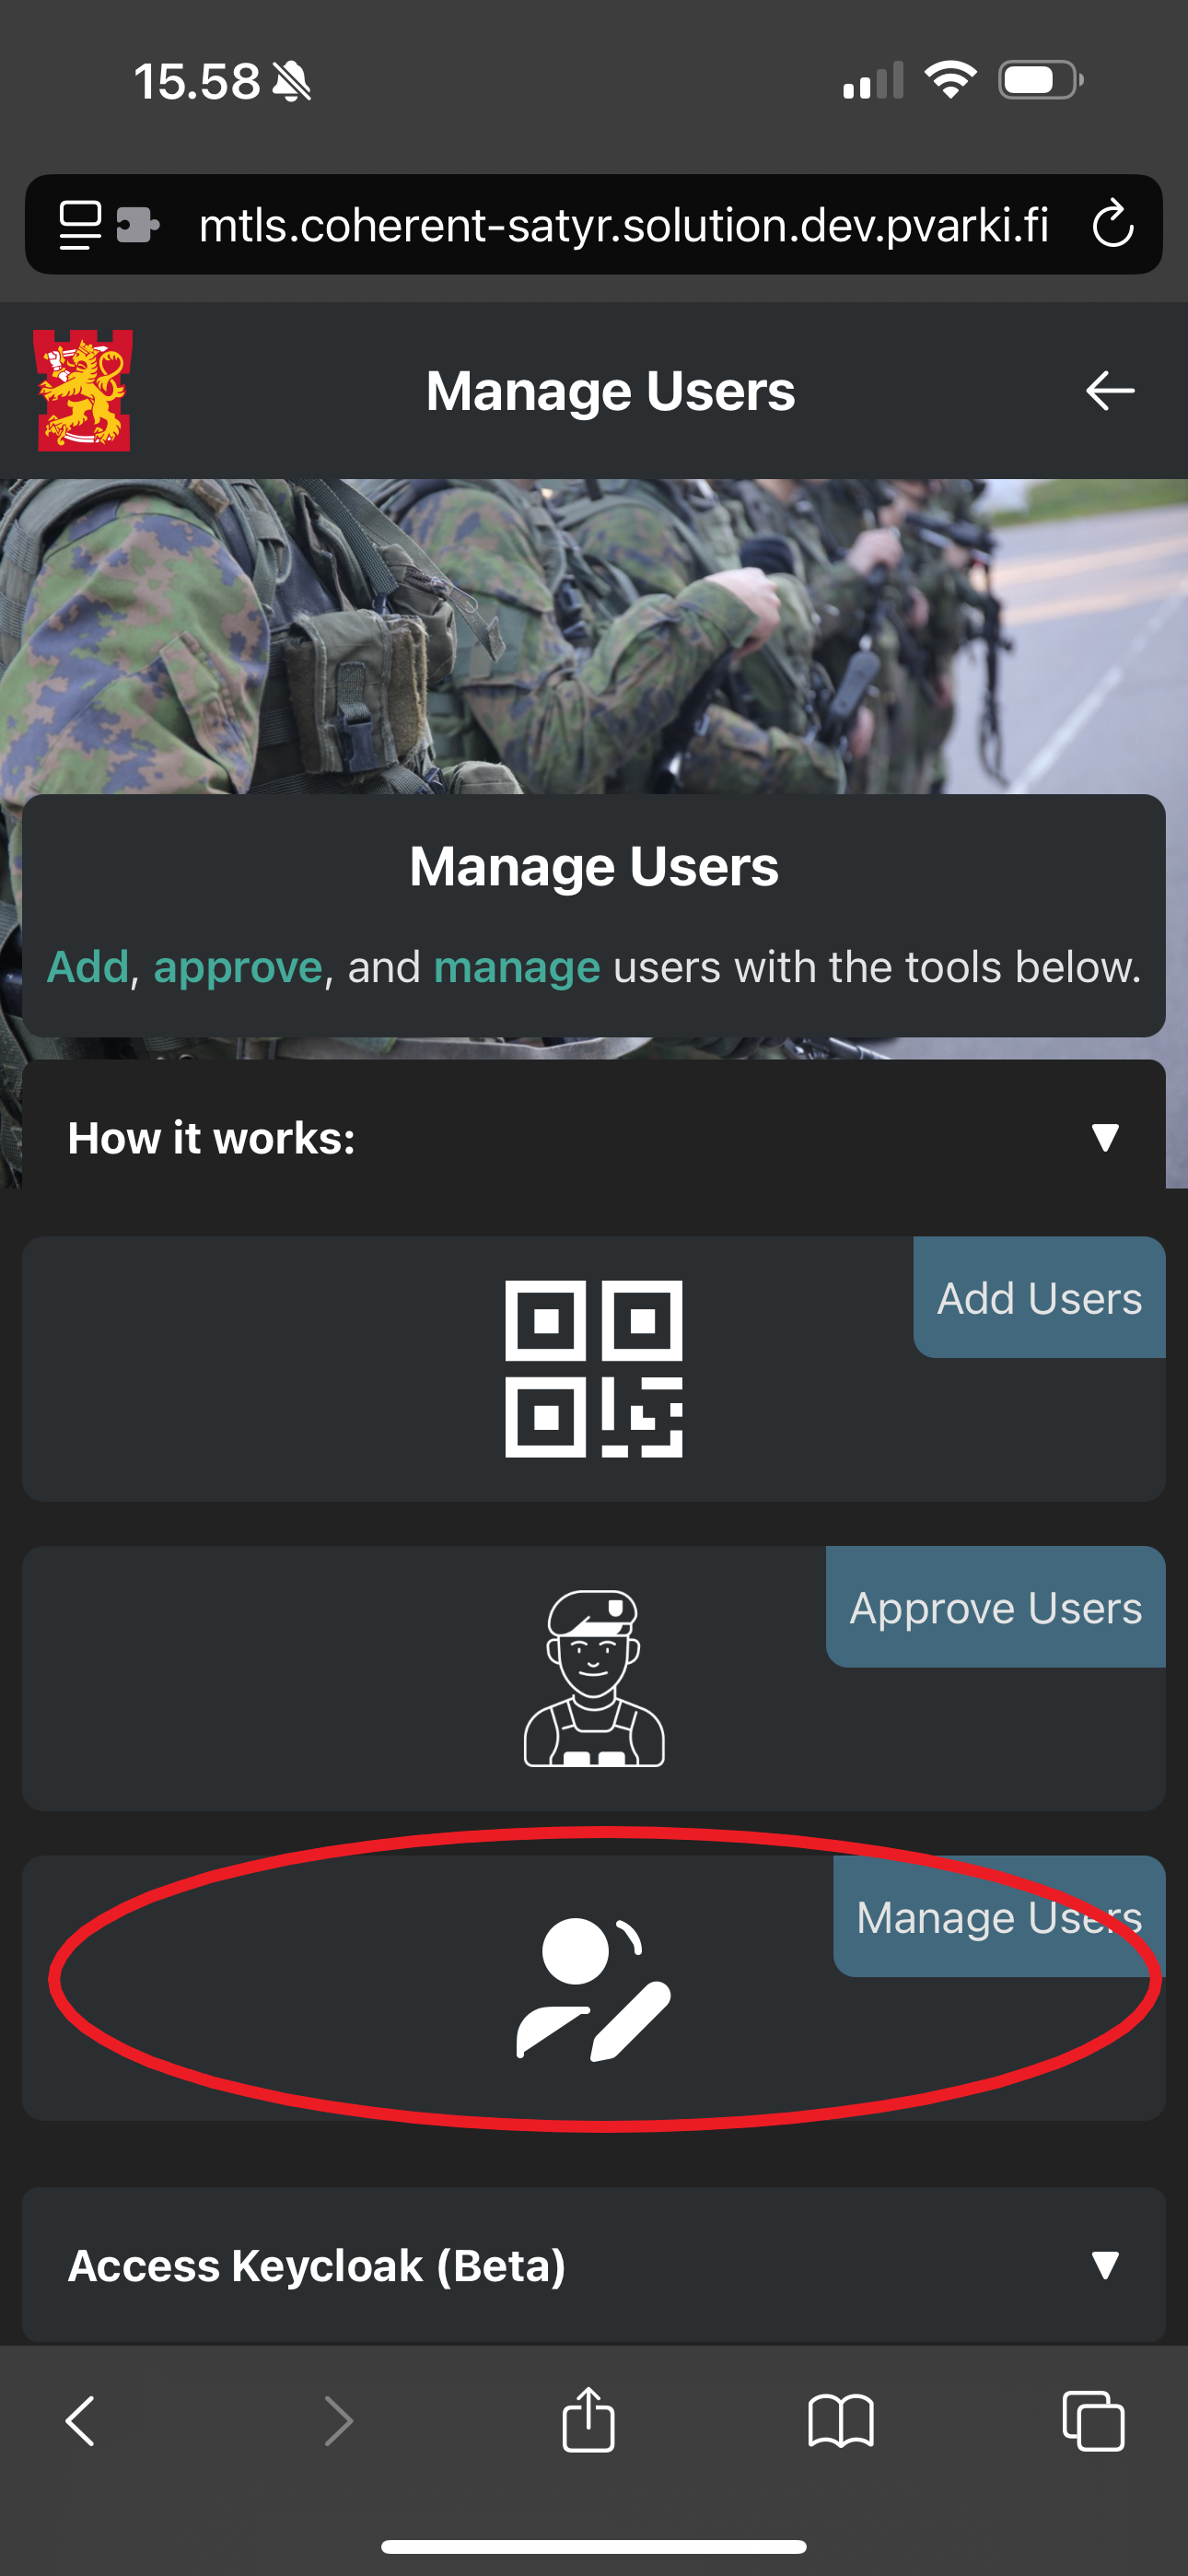 15.58
mtls.coherent-satyr.solution.dev.pvarki.fi
Manage Users
Manage Users
Add, approve, and manage users with the tools below.
How it works:
Add Users
Approve Users
Manage Users
Access Keycloak (Beta)